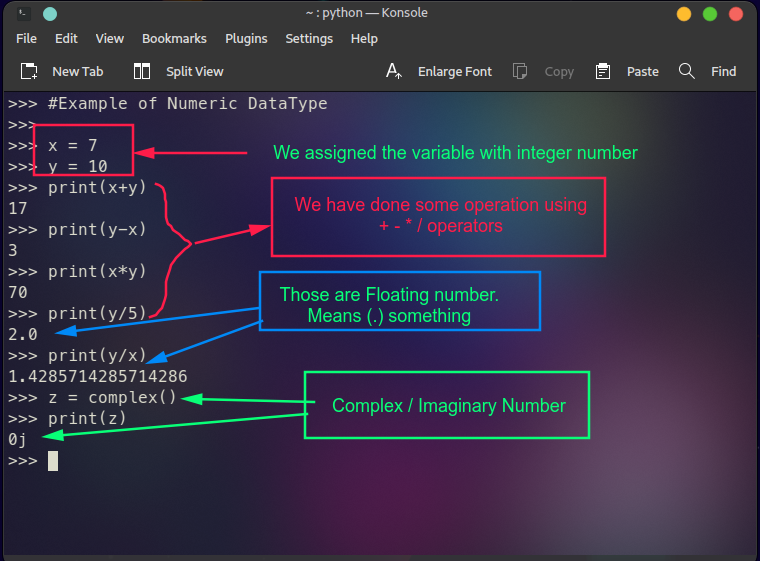 ~ : python — Konsole
File Edit View Bookmarks Plugins Settings Help
New Tab Split View Enlarge Font Copy Paste Find
>>> #Example of Numeric DataType
>>>
>>> x = 7
>>> y = 10
>>> print(x+y)
17
>>> print(y-x)
3
>>> print(x*y)
70
>>> print(y/5)
2.0
>>> print(y/x)
1.4285714285714286
>>> z = complex()
>>> print(z)
0j
>>>
We assigned the variable with integer number
We have done some operation using
+ - * / operators
Those are Floating number.
Means (.) something
Complex / Imaginary Number